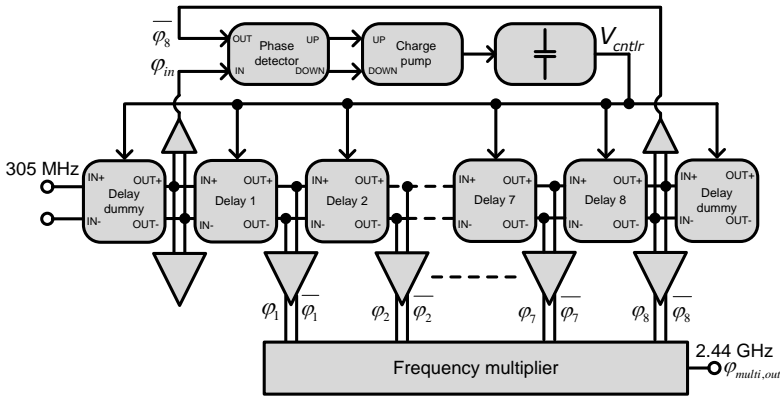 φ̅8̅
OUT
UP
UP
Phase
detector
Charge
pump
Vcntlr
φin
IN
DOWN
DOWN
305 MHz
IN+ OUT+
Delay
dummy
IN- OUT-
IN+ OUT+
Delay 1
IN- OUT-
IN+ OUT+
Delay 2
IN- OUT-
IN+ OUT+
Delay 7
IN- OUT-
IN+ OUT+
Delay 8
IN- OUT-
IN+ OUT+
Delay
dummy
IN- OUT-
φ1 φ̅1̅ φ2 φ̅2̅ φ7 φ̅7̅ φ8 φ̅8̅
Frequency multiplier
2.44 GHz
φmulti,out